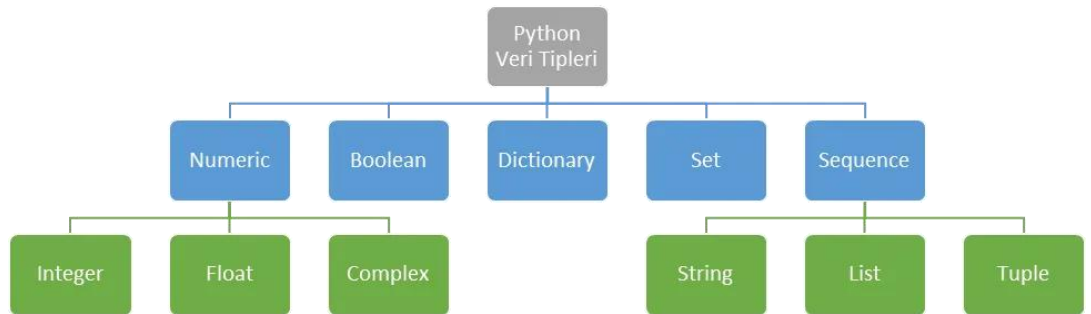 Python
Veri Tipleri
Numeric
Boolean
Dictionary
Set
Sequence
Integer
Float
Complex
String
List
Tuple